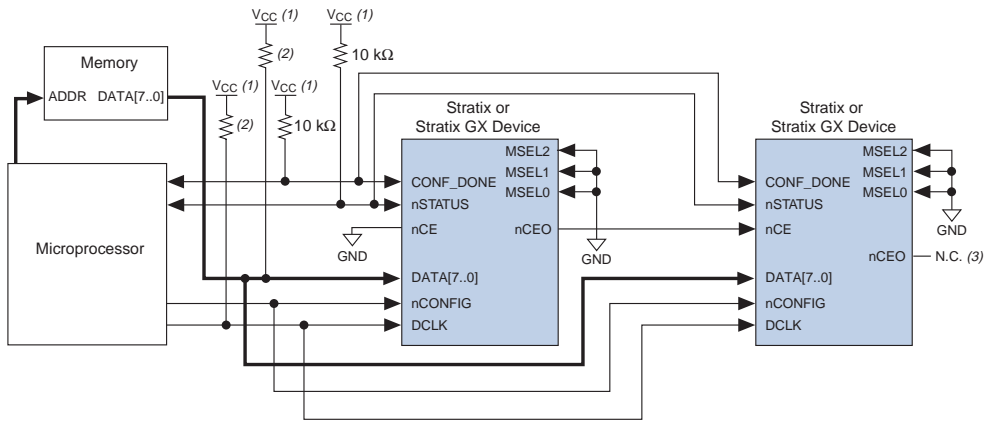 VCC (1)
VCC (1)
(2)
10 kΩ
Memory
ADDR DATA[7..0]
VCC (1)
VCC (1)
(2)
10 kΩ
Microprocessor
Stratix or
Stratix GX Device
MSEL2
MSEL1
MSEL0
CONF_DONE
nSTATUS
nCE
nCEO
GND
GND
DATA[7..0]
nCONFIG
DCLK
Stratix or
Stratix GX Device
MSEL2
MSEL1
MSEL0
CONF_DONE
nSTATUS
nCE
GND
nCEO
N.C. (3)
DATA[7..0]
nCONFIG
DCLK